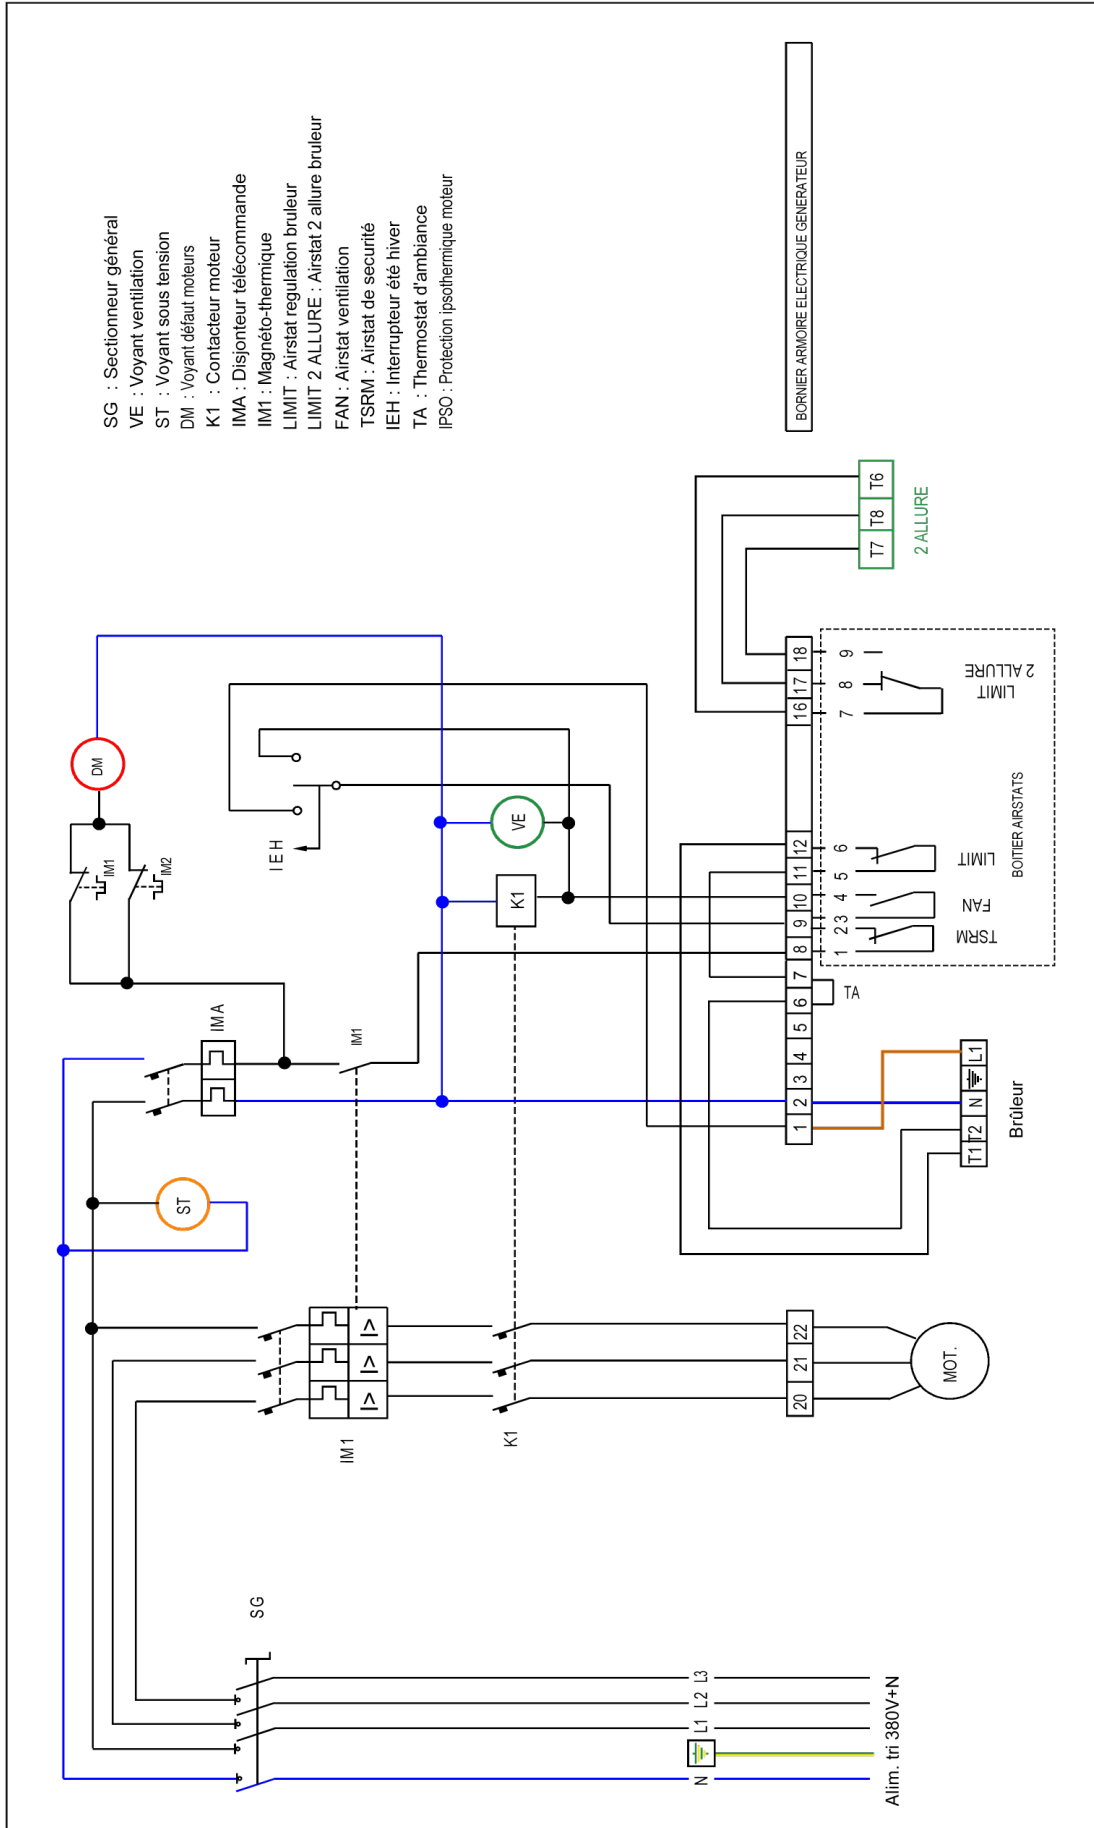 SG : Sectionneur général
VE : Voyant ventilation
ST : Voyant sous tension
DM : Voyant défaut moteurs
K1 : Contacteur moteur
IMA : Disjonteur télécommande
IM1 : Magnéto-thermique
LIMIT : Airstat regulation bruleur
LIMIT 2 ALLURE : Airstat 2 allure bruleur
FAN : Airstat ventilation
TSRM : Airstat de securité
IEH : Interrupteur été hiver
TA : Thermostat d'ambiance
IPSO : Protection ipsothermique moteur
DM
IM1
IM2
I E H
VE
K1
IMA
IM1
ST
IM1
K1
SG
BORNIER ARMOIRE ELECTRIQUE GENERATEUR
1 2 3 4 5 6 7 8 9 10 11 12
16 17 18
20 21 22
TA
1 2 3 4 5 6
7 8 9
TSRM
FAN
LIMIT
LIMIT
2 ALLURE
BOITIER AIRSTATS
T7 T8 T6
2 ALLURE
T1 T2 N L1
Brûleur
MOT.
N L1 L2 L3
Alim. tri 380V+N